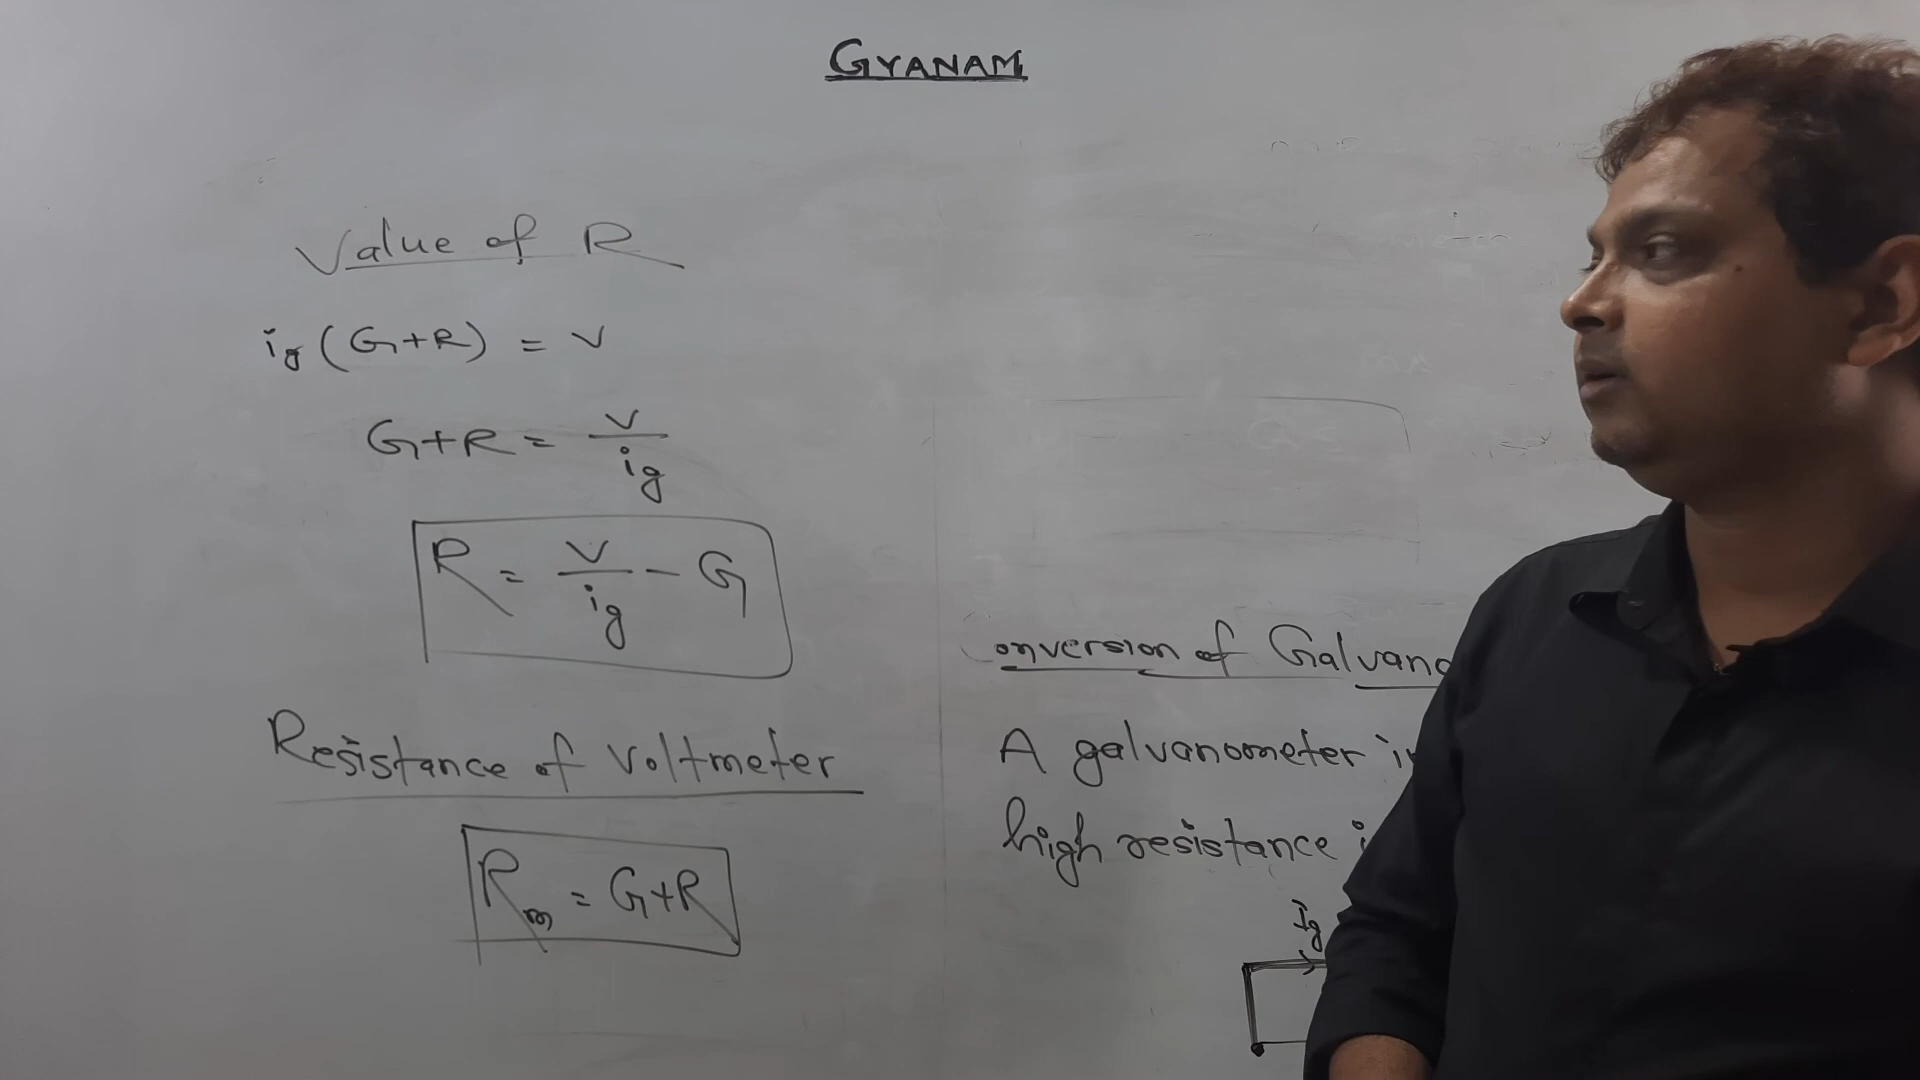 GYANAM
Value of R
ig (G+R) = V
G+R = V/ig
R = V/ig - G
Resistance of Voltmeter
Rm = G+R
onversion of Galvano
A galvanometer i
high resistance i
Ig